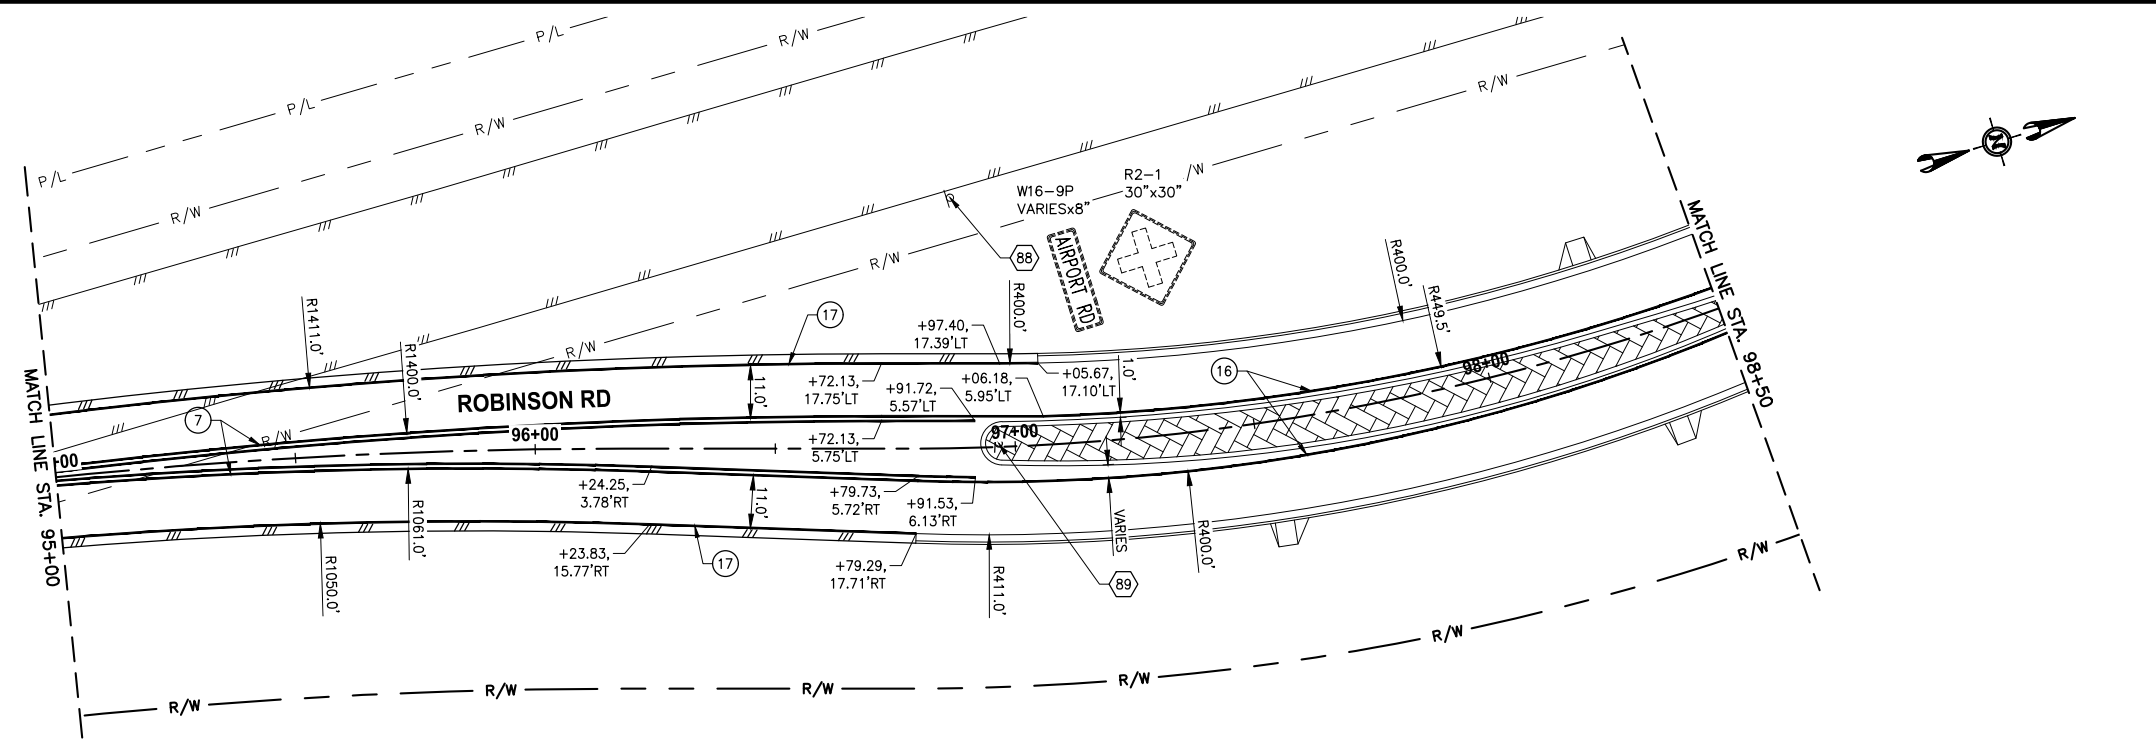 P/L
P/L
P/L
R/W
R/W
R/W
R/W
R/W
R/W
R/W
R/W
W16-9P
VARIESx8"
R2-1
30"x30"
AIRPORT RD
88
R1411.0'
R1400.0'
17
+97.40,
17.39'LT
R400.0'
R400.0'
R449.5'
MATCH LINE STA. 95+00
MATCH LINE STA. 98+50
ROBINSON RD
7
11.0'
+72.13,
17.75'LT
+91.72,
5.57'LT
+06.18,
5.95'LT
+05.67,
17.10'LT
1.0'
16
98+00
-00
96+00
97+00
+72.13,
5.75'LT
+24.25,
3.78'RT
+79.73,
5.72'RT
+91.53,
6.13'RT
11.0'
VARIES
R400.0'
R1061.0'
R1050.0'
+23.83,
15.77'RT
17
+79.29,
17.71'RT
R411.0'
89
R/W
R/W
R/W
R/W
R/W
R/W
N